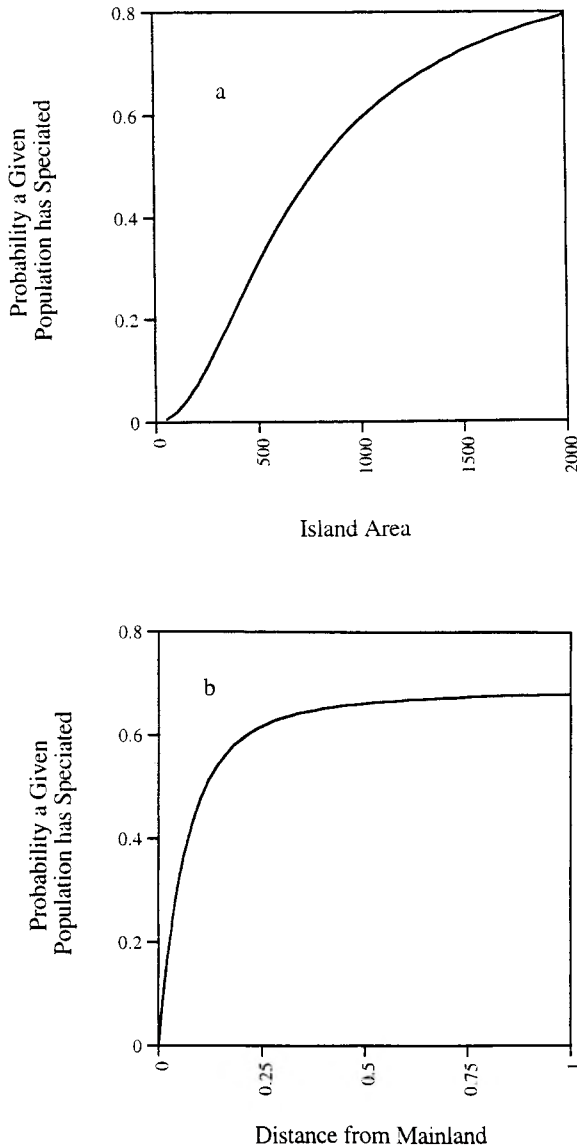 Probability a Given
Population has Speciated
0.8
0.6
0.4
0.2
0
a
0
500
1000
1500
2000
Island Area
Probability a Given
Population has Speciated
0.8
0.6
0.4
0.2
0
b
0
0.25
0.5
0.75
1
Distance from Mainland